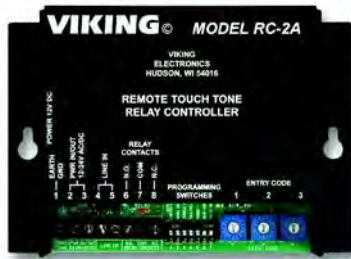 VIKING© MODEL RC-2A
VIKING
ELECTRONICS
HUDSON, WI 54016
REMOTE TOUCH TONE
RELAY CONTROLLER
POWER 12V DC
EARTH GND
PWR IN/OUT
12-24V AC/DC
LINE IN
RELAY
CONTACTS
N.O.
COM
N.C.
1 2 3 4 5 6 7 8
PROGRAMMING
SWITCHES
ENTRY CODE
1 2 3